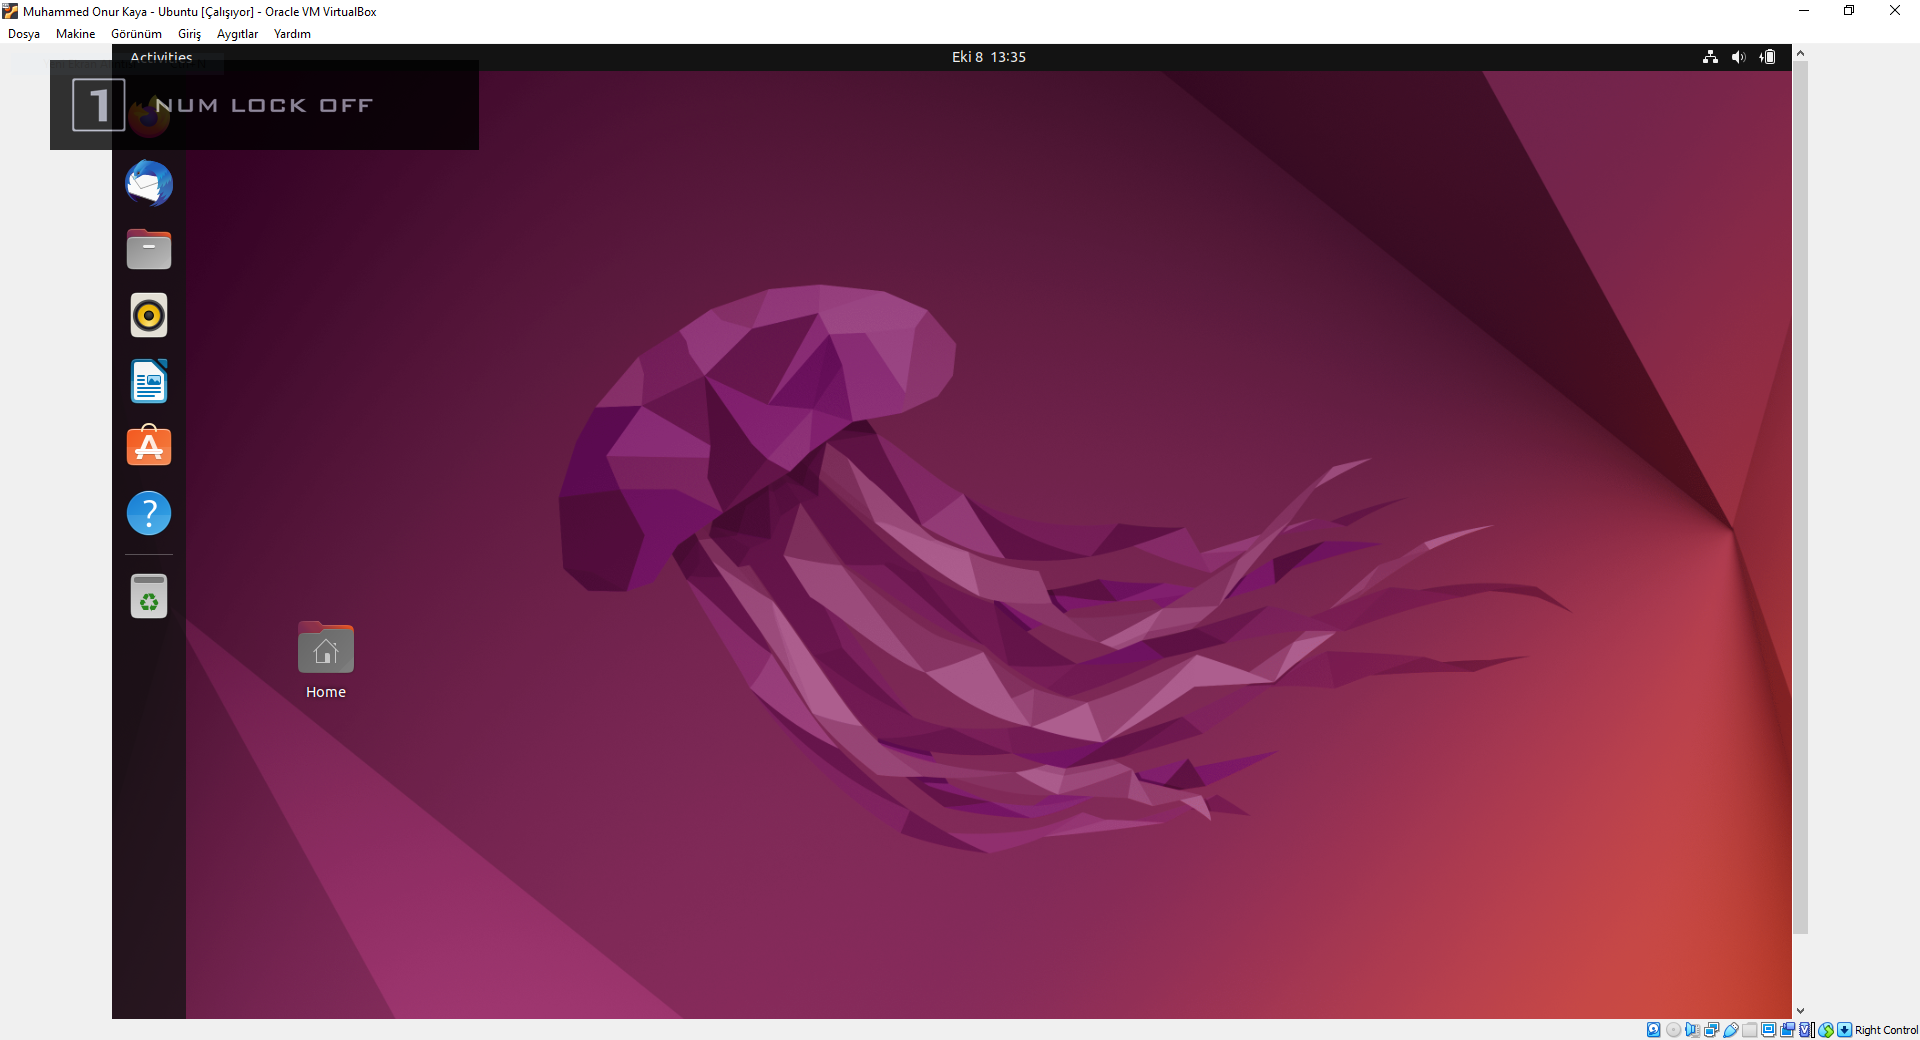 Muhammed Onur Kaya - Ubuntu [Çalışıyor] - Oracle VM VirtualBox
Dosya Makine Görünüm Giriş Aygıtlar Yardım
Activities
Eki 8 13:35
1 NUM LOCK OFF
?
Home
Right Control